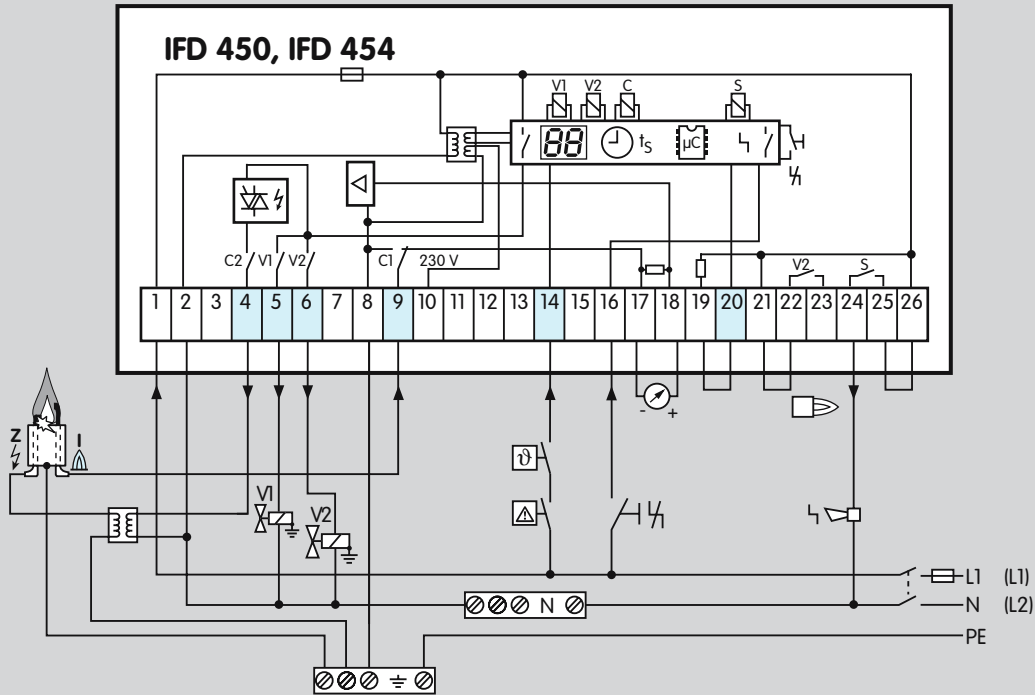 IFD 450, IFD 454
V1 V2 C S
88 tS µC
C2 V1 V2 C1 230 V V2 S
1 2 3 4 5 6 7 8 9 10 11 12 13 14 15 16 17 18 19 20 21 22 23 24 25 26
- +
Z I
ϑ
V1
V2
L1 (L1)
N N (L2)
PE